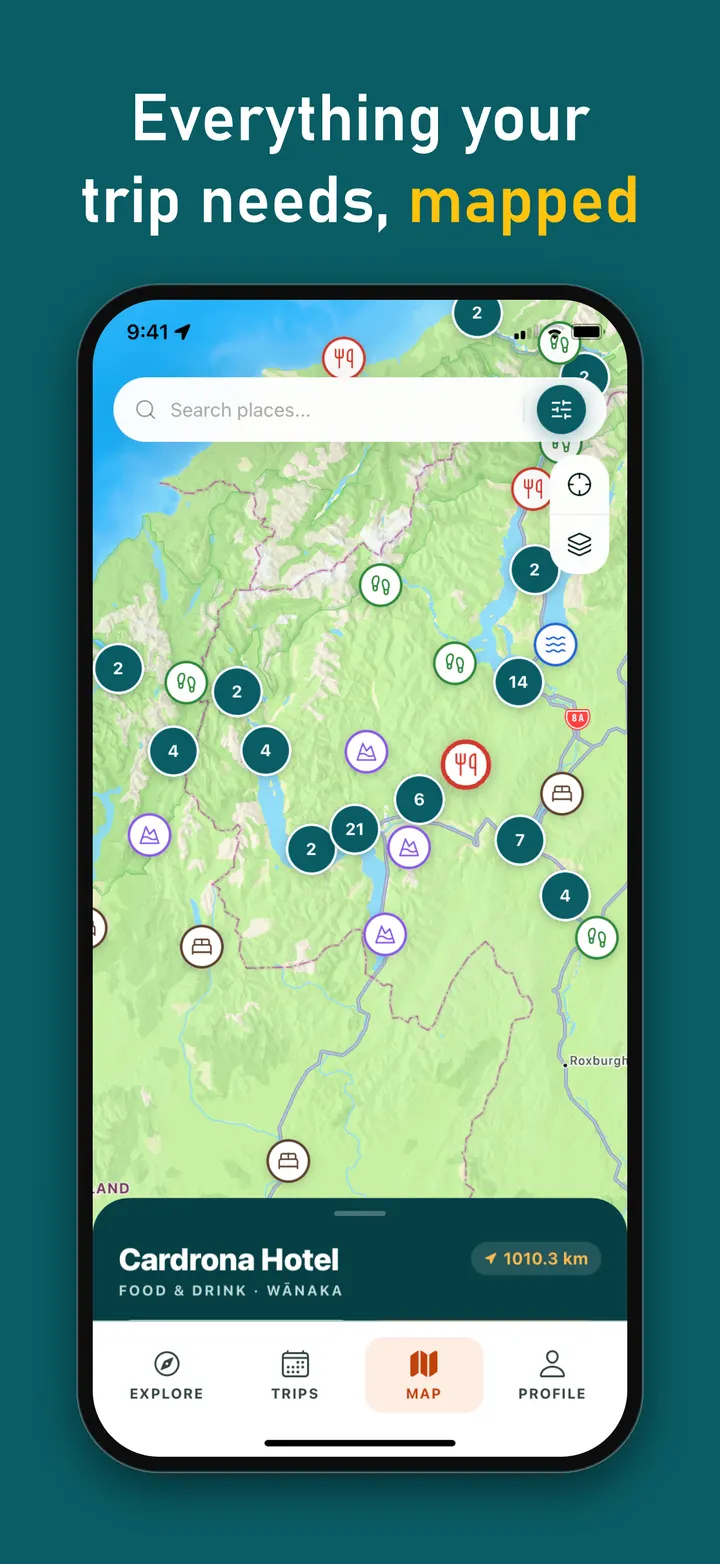 Everything your
trip needs, mapped
9:41
2
2
Search places...
2
14
2
2
8A
4
4
6
21
2
7
4
Roxburgh
LAND
Cardrona Hotel
1010.3 km
FOOD & DRINK · WĀNAKA
EXPLORE
TRIPS
MAP
PROFILE